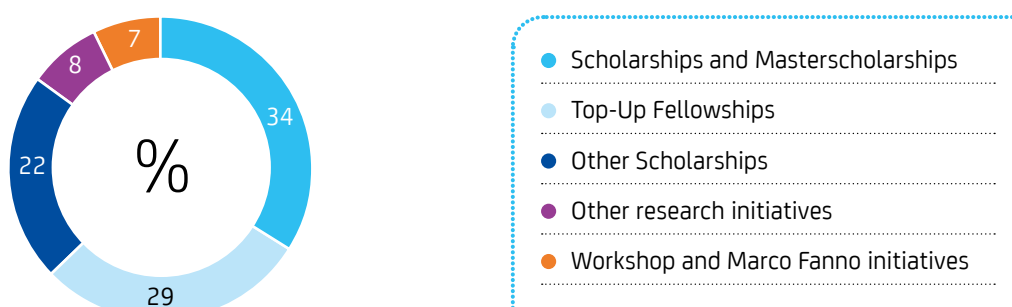 7
8
34
%
22
29
Scholarships and Masterscholarships
Top-Up Fellowships
Other Scholarships
Other research initiatives
Workshop and Marco Fanno initiatives